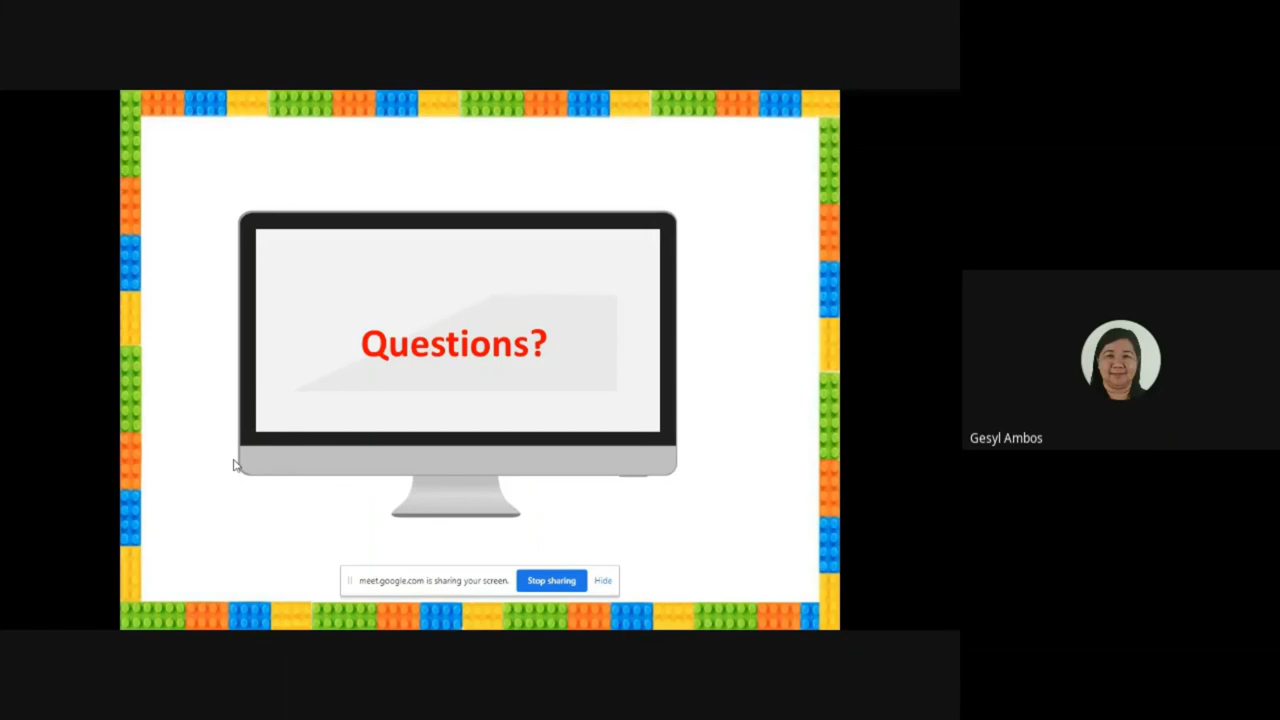 Questions?
meet.google.com is sharing your screen.
Stop sharing
Hide
Gesyl Ambos